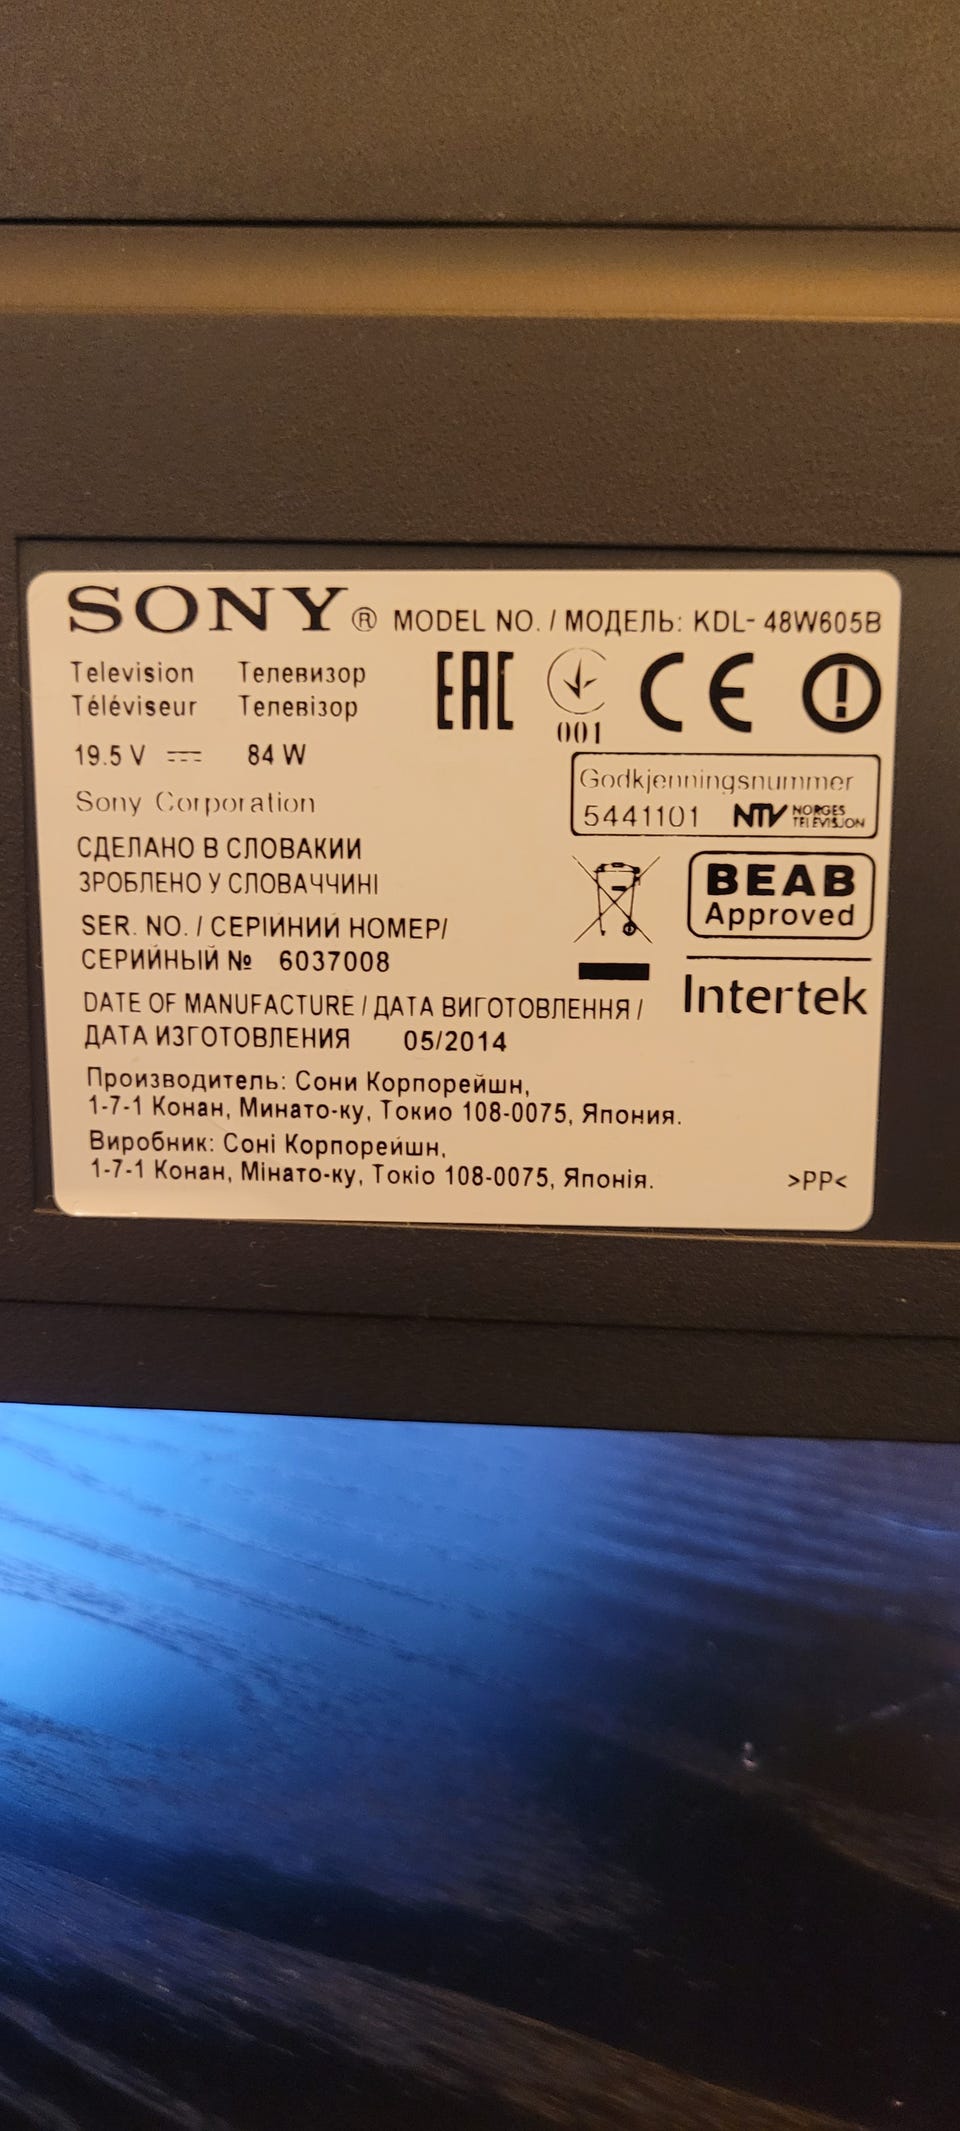 SONY® MODEL NO. / МОДЕЛЬ: KDL- 48W605B
Television Телевизор
Téléviseur Телевізор
EAC
001
CE
19.5 V 84 W
Sony Corporation
Godkjenningsnummer
5441101 NTV NORGES TELEVISJON
СДЕЛАНО В СЛОВАКИИ
ЗРОБЛЕНО У СЛОВАЧЧИНІ
BEAB
Approved
Intertek
SER. NO. / СЕРІЙНИЙ НОМЕР/
СЕРИЙНЫЙ № 6037008
DATE OF MANUFACTURE / ДАТА ВИГОТОВЛЕННЯ /
ДАТА ИЗГОТОВЛЕНИЯ 05/2014
Производитель: Сони Корпорейшн,
1-7-1 Конан, Минато-ку, Токио 108-0075, Япония.
Виробник: Соні Корпорейшн,
1-7-1 Конан, Мінато-ку, Токіо 108-0075, Японія.
>PP<